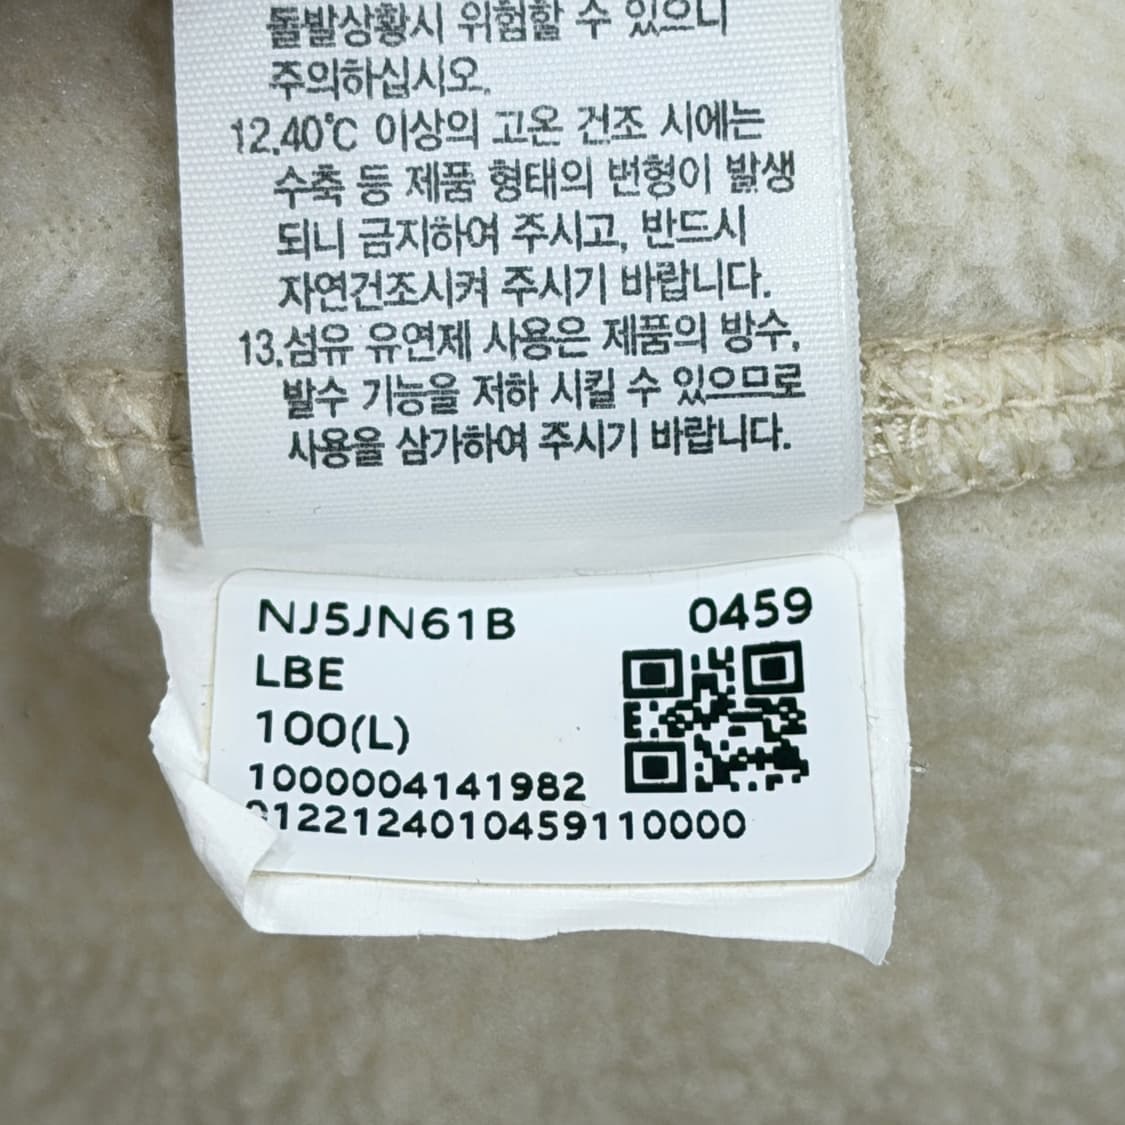 돌발상황시 위험할 수 있으니
주의하십시오.
12.40℃ 이상의 고온 건조 시에는
수축 등 제품 형태의 변형이 발생
되니 금지하여 주시고, 반드시
자연건조시켜 주시기 바랍니다.
13.섬유 유연제 사용은 제품의 방수,
발수 기능을 저하 시킬 수 있으므로
사용을 삼가하여 주시기 바랍니다.
NJ5JN61B 0459
LBE
100(L)
1000004141982